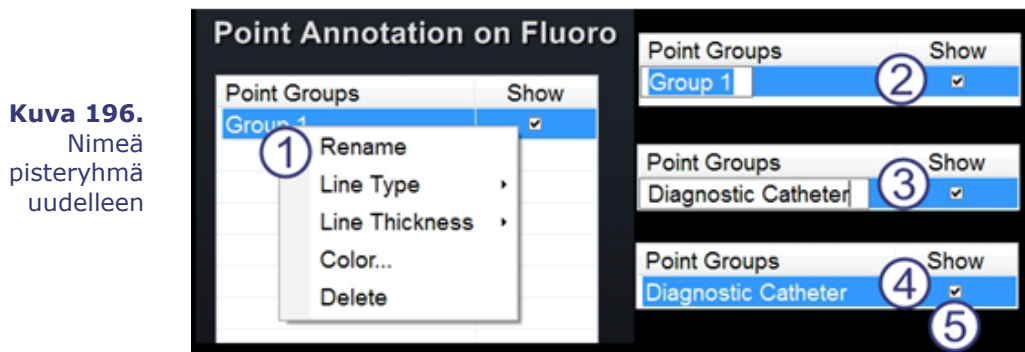 Kuva 196.
Nimeä
pisteryhmä
uudelleen
Point Annotation on Fluoro
Point Groups Show
Group 1
1
Rename
Line Type
Line Thickness
Color...
Delete
Point Groups Show
Group 1 2
Point Groups Show
Diagnostic Catheter 3
Point Groups Show
Diagnostic Catheter 4
5